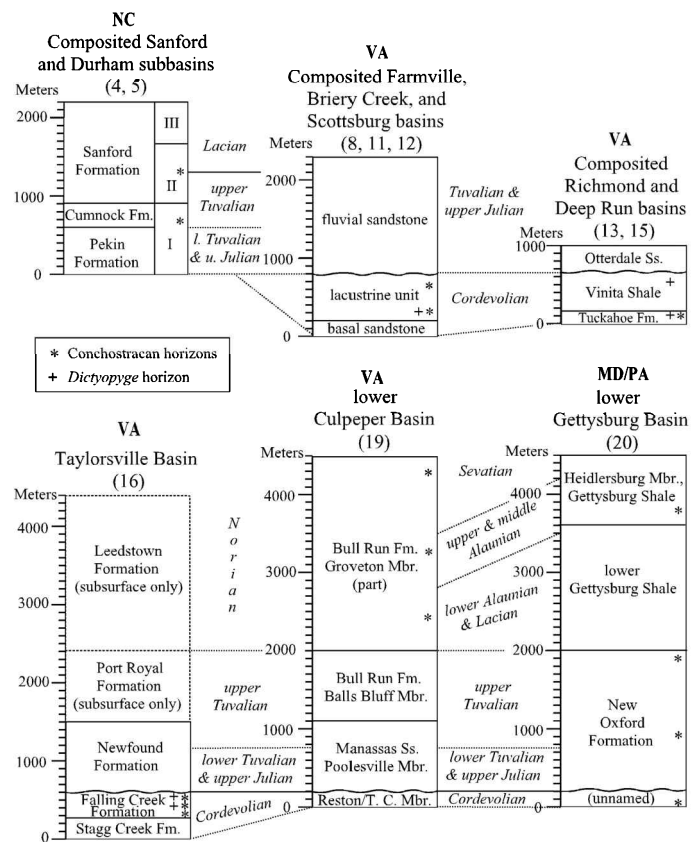 NC
Composited Sanford
and Durham subbasins
(4, 5)
Meters
2000
1000
0
Sanford
Formation
Cumnock Fm.
Pekin
Formation
III
*
II
*
I
Lacian
upper
Tuvalian
l. Tuvalian
& u. Julian
VA
Composited Farmville,
Briery Creek, and
Scottsburg basins
(8, 11, 12)
Meters
2000
1000
0
fluvial sandstone
lacustrine unit *
+ *
basal sandstone
Tuvalian &
upper Julian
Cordevolian
VA
Composited
Richmond and
Deep Run basins
(13, 15)
Meters
1000
0
Otterdale Ss.
Vinita Shale +
Tuckahoe Fm. + *
* Conchostracan horizons
+ Dictyopyge horizon
VA
Taylorsville Basin
(16)
Meters
4000
3000
2000
1000
0
Leedstown
Formation
(subsurface only)
Port Royal
Formation
(subsurface only)
Newfound
Formation
Falling Creek + *
Formation + *
*
Stagg Creek Fm.
N
o
r
i
a
n
upper
Tuvalian
lower Tuvalian
& upper Julian
Cordevolian
VA
lower
Culpeper Basin
(19)
Meters
4000
3000
2000
1000
0
*
Bull Run Fm. *
Groveton Mbr.
(part)
*
Bull Run Fm.
Balls Bluff Mbr.
Manassas Ss.
Poolesville Mbr.
Reston/T. C. Mbr.
Sevatian
upper & middle
Alaunian
lower Alaunian
& Lacian
upper
Tuvalian
lower Tuvalian
& upper Julian
Cordevolian
MD/PA
lower
Gettysburg Basin
(20)
Meters
4000
3000
2000
1000
0
Heidlersburg Mbr.,
Gettysburg Shale
*
lower
Gettysburg Shale
*
New
Oxford *
Formation
(unnamed) *